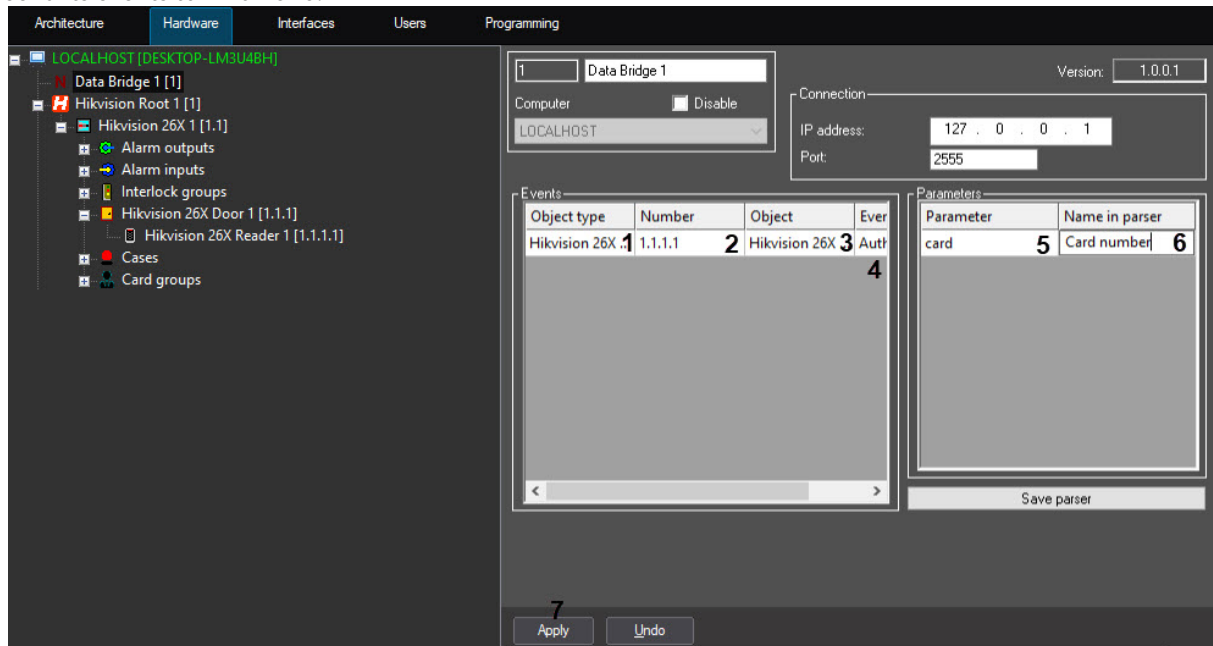 Architecture Hardware Interfaces Users Programming
LOCALHOST [DESKTOP-LM3U4BH]
N Data Bridge 1 [1]
H Hikvision Root 1 [1]
Hikvision 26X 1 [1.1]
Alarm outputs
Alarm inputs
Interlock groups
Hikvision 26X Door 1 [1.1.1]
Hikvision 26X Reader 1 [1.1.1.1]
Cases
Card groups
1 Data Bridge 1
Computer Disable
LOCALHOST
Version: 1.0.0.1
Connection
IP address: 127 . 0 . 0 . 1
Port: 2555
Events
Object type Number Object Ever
Hikvision 26X .. 1 1.1.1.1 2 Hikvision 26X 3 Auth
4
Parameters
Parameter Name in parser
card 5 Card number 6
Save parser
7
Apply Undo